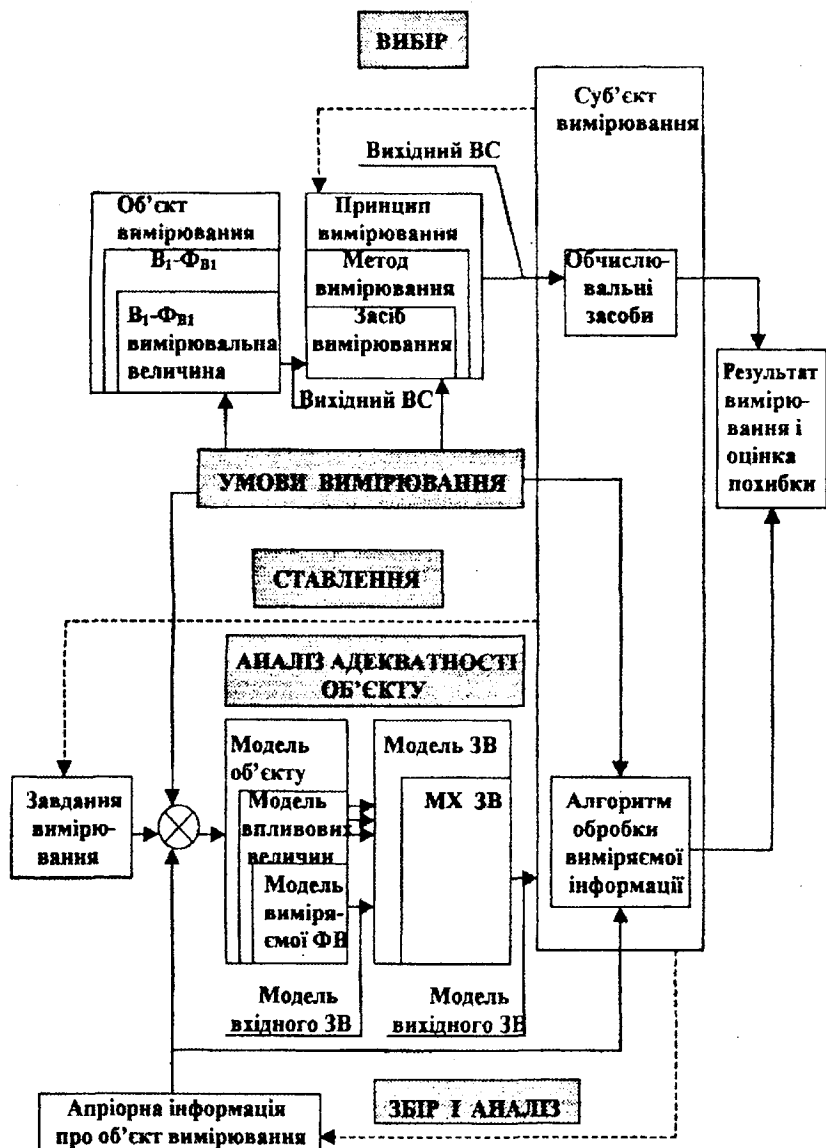 ВИБІР
Суб’єкт
вимірювання
Вихідний ВС
Об’єкт
вимірювання
В₁-Ф_В1
В₁-Ф_В1
вимірювальна
величина
Принцип
вимірювання
Метод
вимірювання
Засіб
вимірювання
Вихідний ВС
Обчислю-
вальні
засоби
Результат
вимірю-
вання і
оцінка
похибки
УМОВИ ВИМІРЮВАННЯ
СТАВЛЕННЯ
АНАЛІЗ АДЕКВАТНОСТІ
ОБ’ЄКТУ
Завдання
вимірю-
вання
Модель
об’єкту
Модель
впливових
величин
Модель
виміря-
ємої ФВ
Модель ЗВ
МХ ЗВ
Алгоритм
обробки
виміряємої
інформації
Модель
вхідного ЗВ
Модель
вихідного ЗВ
Апріорна інформація
про об’єкт вимірювання
ЗБІР І АНАЛІЗ